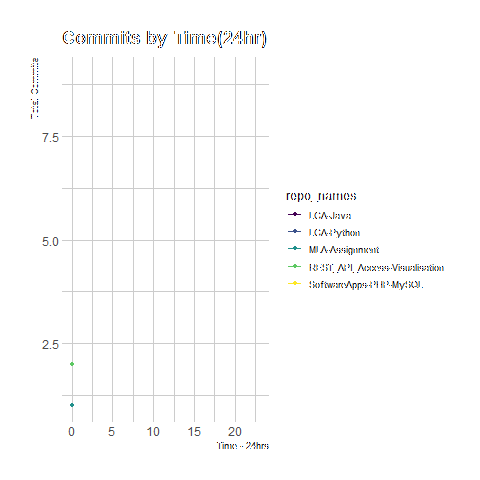 Commits by Time(24hr)
Total Commits
7.5
5.0
2.5
0 5 10 15 20
Time - 24hrs
repo_names
LCA-Java
LCA-Python
MLA-Assignment
REST_API_Access-Visualisation
SoftwareApps-PHP-MySQL